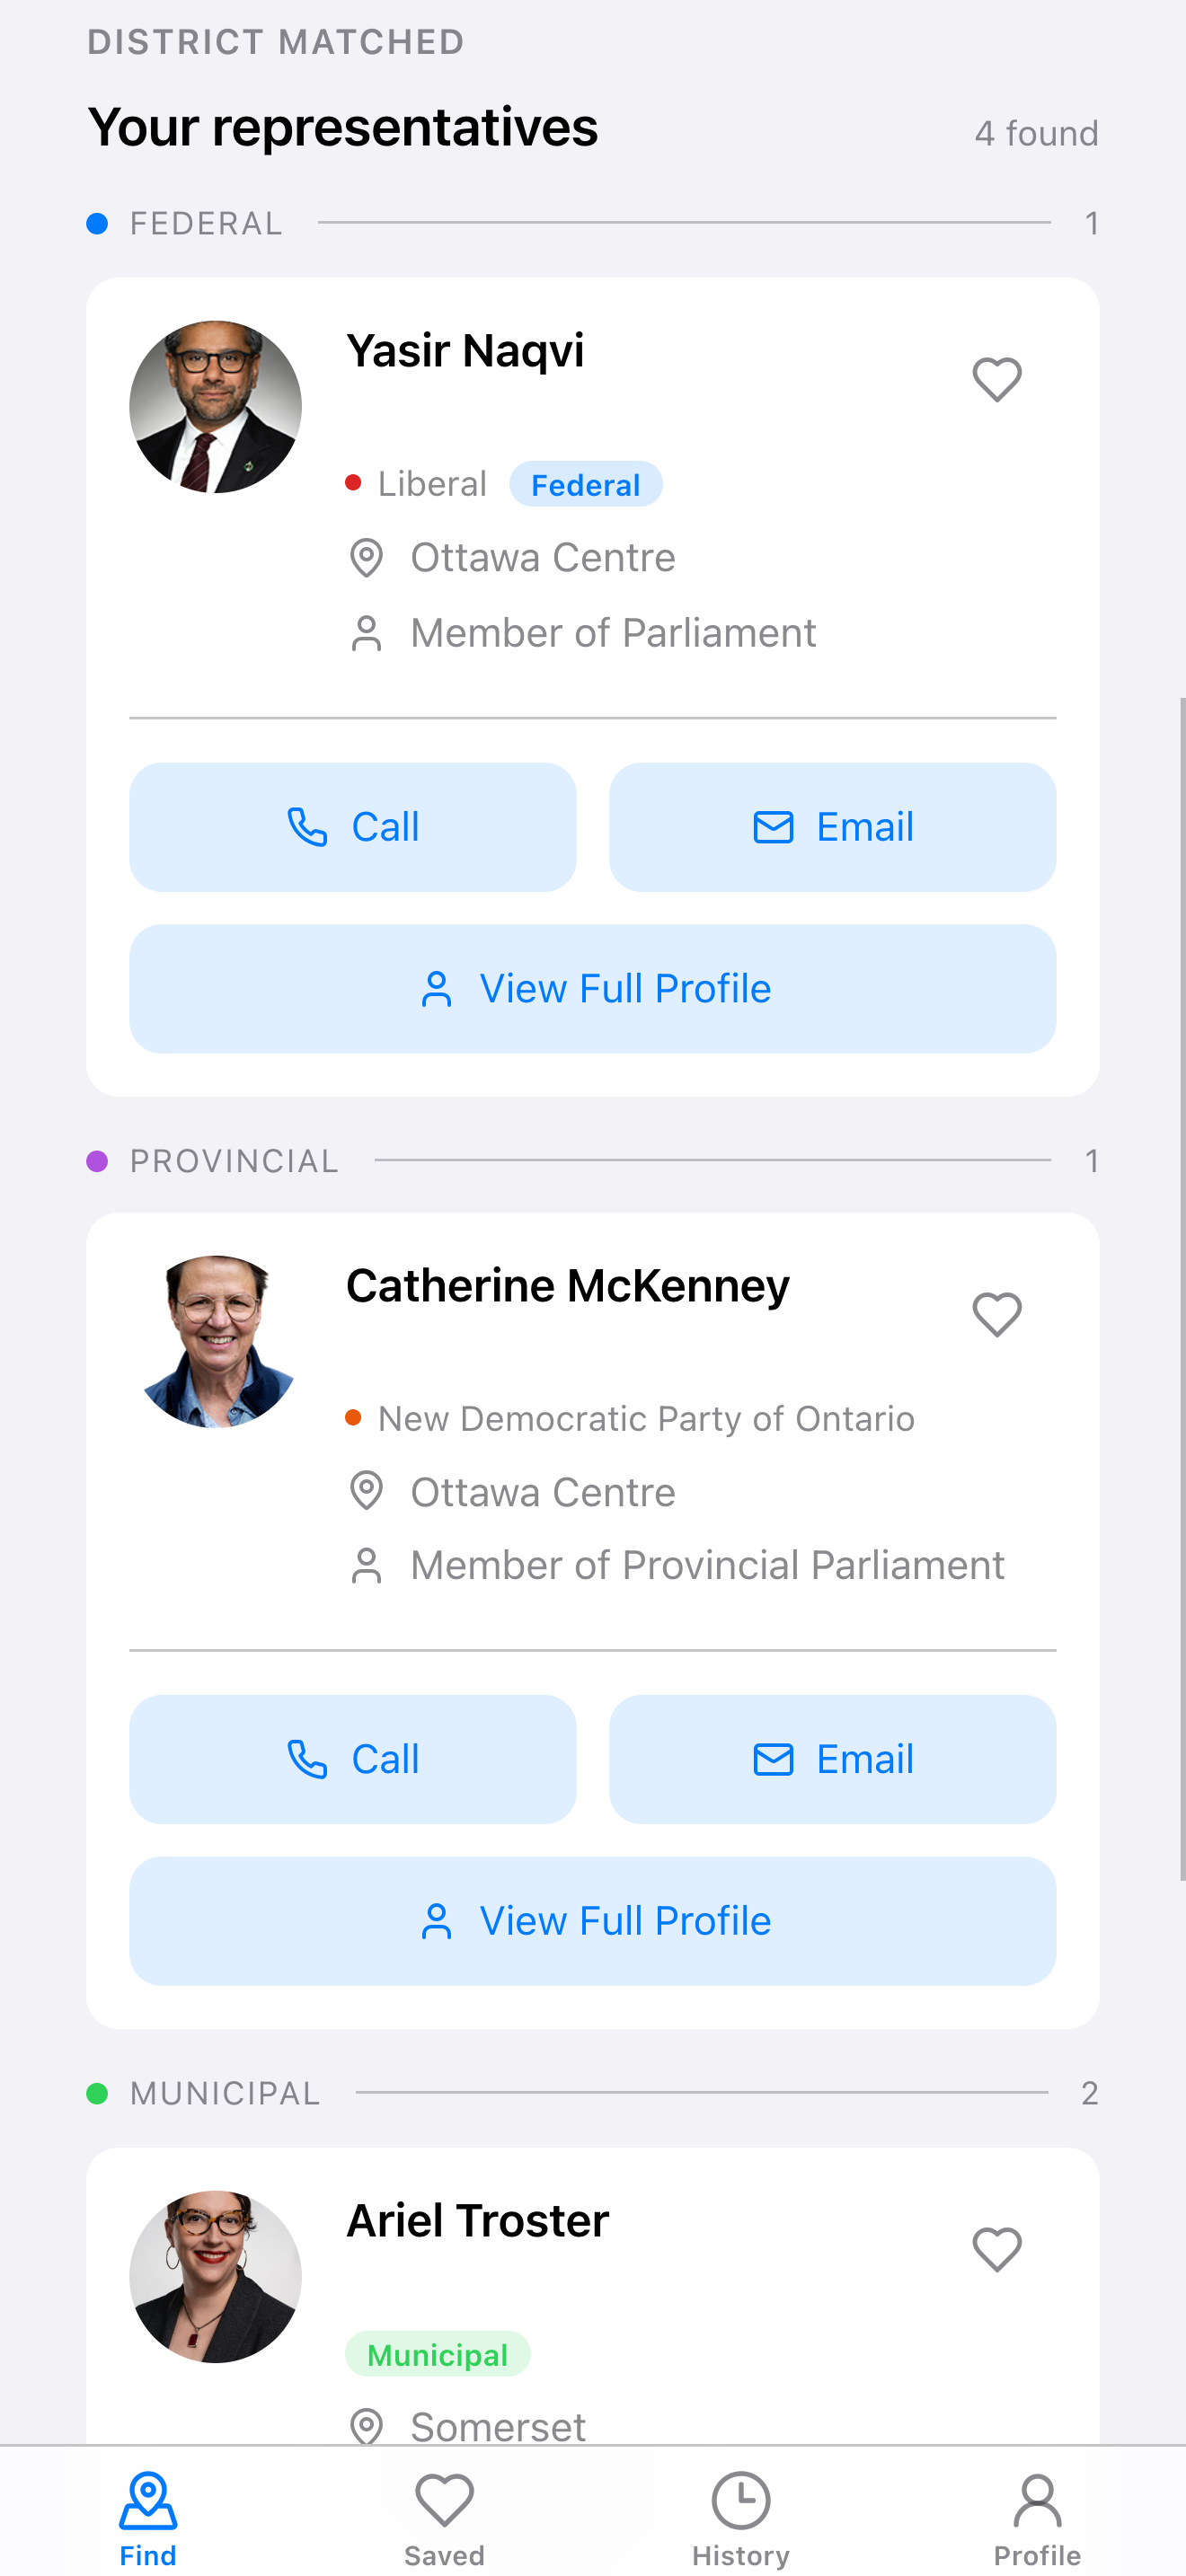 DISTRICT MATCHED
Your representatives
4 found
FEDERAL
1
Yasir Naqvi
Liberal
Federal
Ottawa Centre
Member of Parliament
Call
Email
View Full Profile
PROVINCIAL
1
Catherine McKenney
New Democratic Party of Ontario
Ottawa Centre
Member of Provincial Parliament
Call
Email
View Full Profile
MUNICIPAL
2
Ariel Troster
Municipal
Somerset
Find
Saved
History
Profile